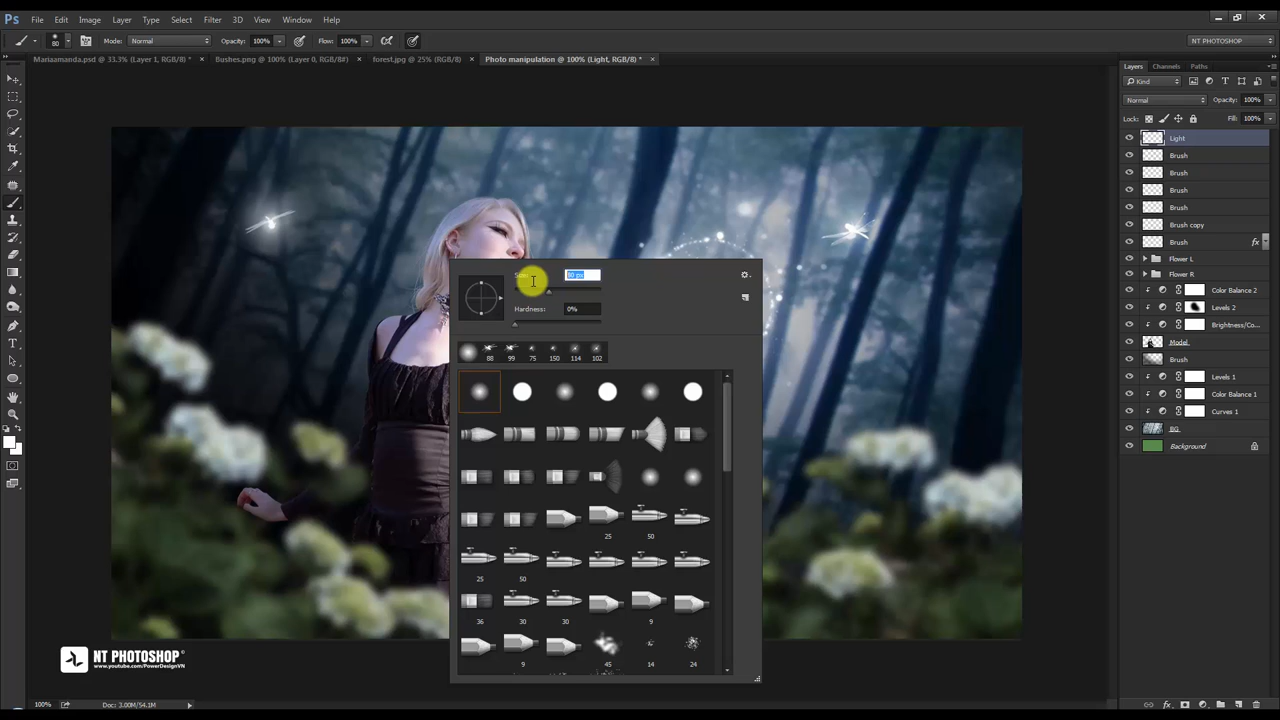 Ps File Edit Image Layer Type Select Filter 3D View Window Help
80 Mode: Normal Opacity: 100% Flow: 100% NT PHOTOSHOP
Mariaamanda.psd @ 33.3% (Layer 1, RGB/8) * × Bushes.png @ 100% (Layer 0, RGB/8#) × forest.jpg @ 25% (RGB/8) × Photo manipulation @ 100% (Light, RGB/8) * ×
Layers Channels Paths
Kind
Normal Opacity: 100%
Lock: Fill: 100%
Light
Brush
Brush
Brush
Brush
Brush copy
Brush fx
Flower L
Flower R
Color Balance 2
Levels 2
Brightness/Co...
Model
Brush
Levels 1
Color Balance 1
Curves 1
BG
Background
Size: 80 px
Hardness: 0%
88 99 75 150 114 102
25 50
25 50
36 30 30 9
9 45 14 24
NT PHOTOSHOP
www.youtube.com/PowerDesignVN
100% Doc: 3.00M/54.1M